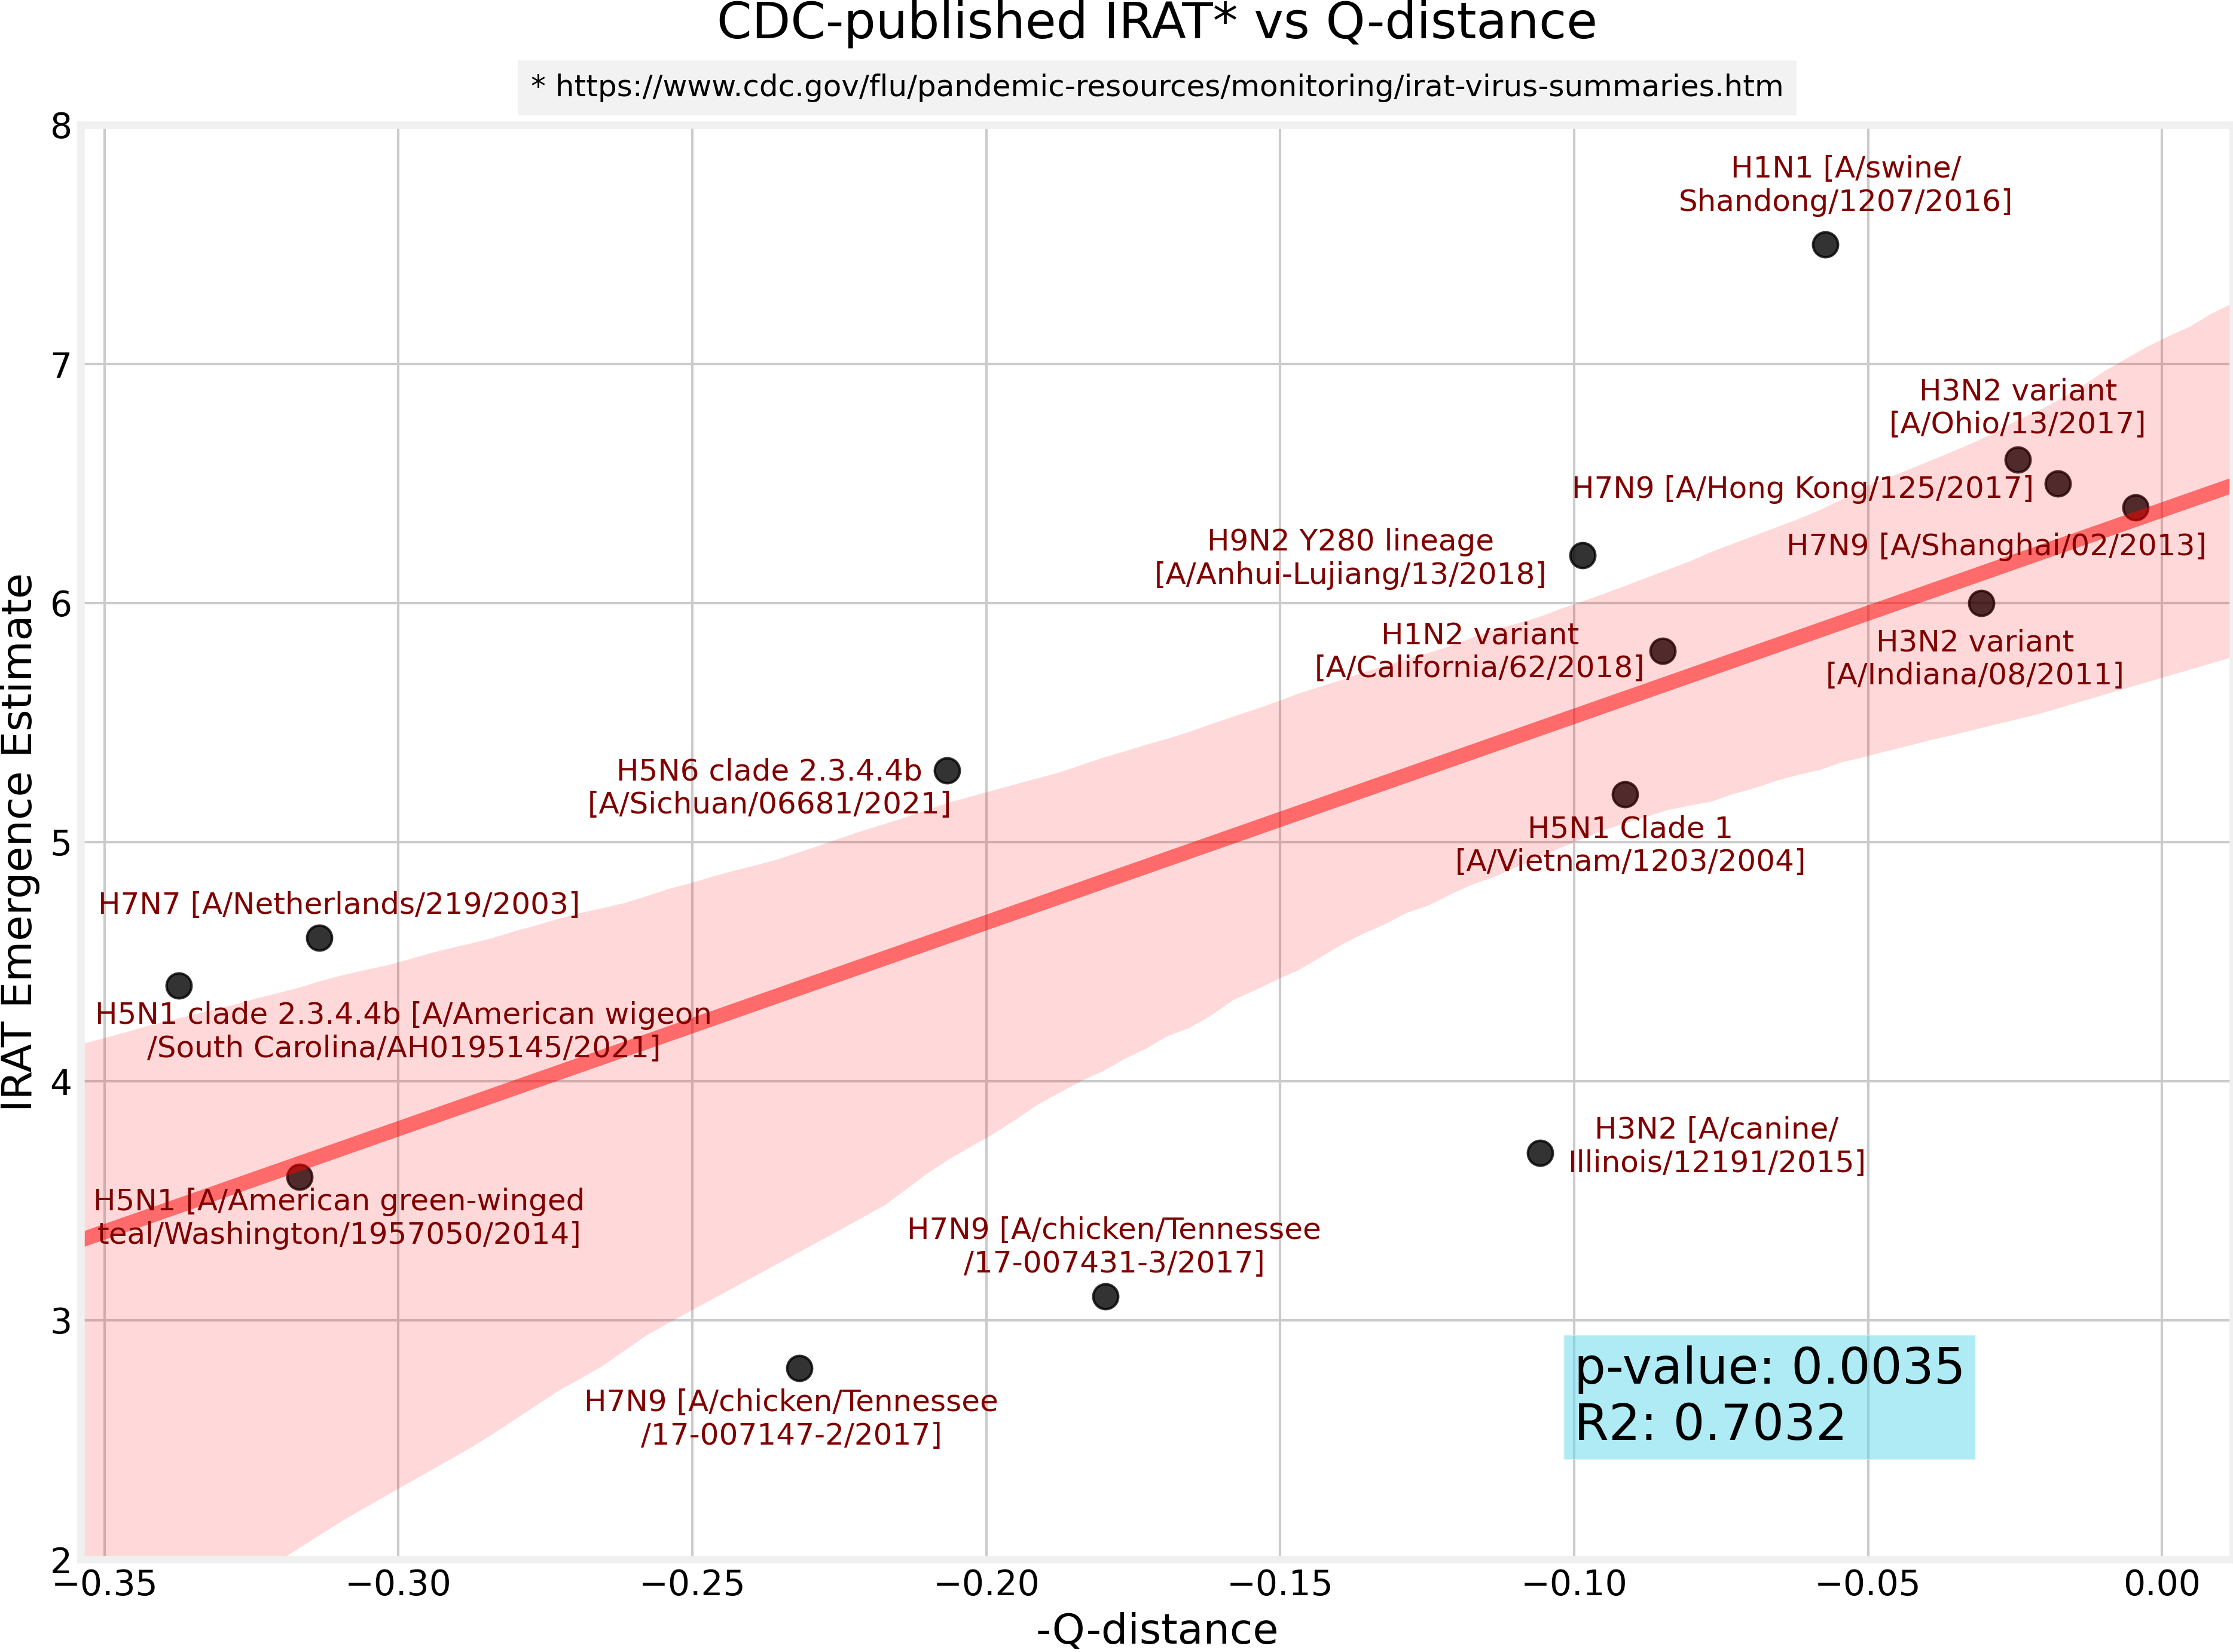 CDC-published IRAT* vs Q-distance
* https://www.cdc.gov/flu/pandemic-resources/monitoring/irat-virus-summaries.htm
8
7
6
5
4
3
2
IRAT Emergence Estimate
H1N1 [A/swine/
Shandong/1207/2016]
H3N2 variant
[A/Ohio/13/2017]
H7N9 [A/Hong Kong/125/2017]
H9N2 Y280 lineage
[A/Anhui-Lujiang/13/2018]
H7N9 [A/Shanghai/02/2013]
H1N2 variant
[A/California/62/2018]
H3N2 variant
[A/Indiana/08/2011]
H5N6 clade 2.3.4.4b
[A/Sichuan/06681/2021]
H5N1 Clade 1
[A/Vietnam/1203/2004]
H7N7 [A/Netherlands/219/2003]
H5N1 clade 2.3.4.4b [A/American wigeon
/South Carolina/AH0195145/2021]
H3N2 [A/canine/
Illinois/12191/2015]
H5N1 [A/American green-winged
teal/Washington/1957050/2014]
H7N9 [A/chicken/Tennessee
/17-007431-3/2017]
H7N9 [A/chicken/Tennessee
/17-007147-2/2017]
p-value: 0.0035
R2: 0.7032
−0.35 −0.30 −0.25 −0.20 −0.15 −0.10 −0.05 0.00
-Q-distance